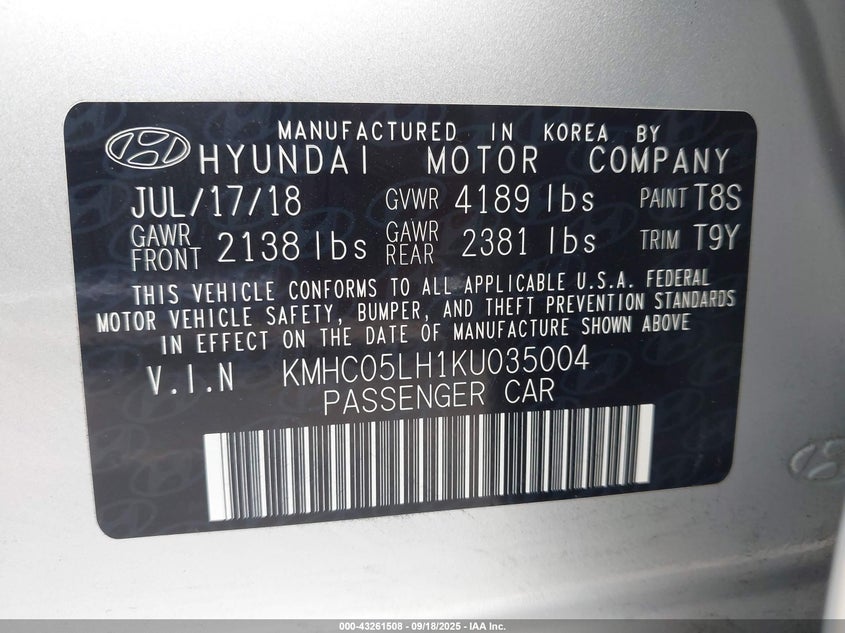 MANUFACTURED IN KOREA BY
HYUNDAI MOTOR COMPANY
JUL/17/18 GVWR 4189 lbs PAINT T8S
GAWR FRONT 2138 lbs GAWR REAR 2381 lbs TRIM T9Y
THIS VEHICLE CONFORMS TO ALL APPLICABLE U.S.A. FEDERAL
MOTOR VEHICLE SAFETY, BUMPER, AND THEFT PREVENTION STANDARDS
IN EFFECT ON THE DATE OF MANUFACTURE SHOWN ABOVE
V.I.N KMHC05LH1KU035004
PASSENGER CAR
000-43261508 - 09/18/2025 - IAA Inc.